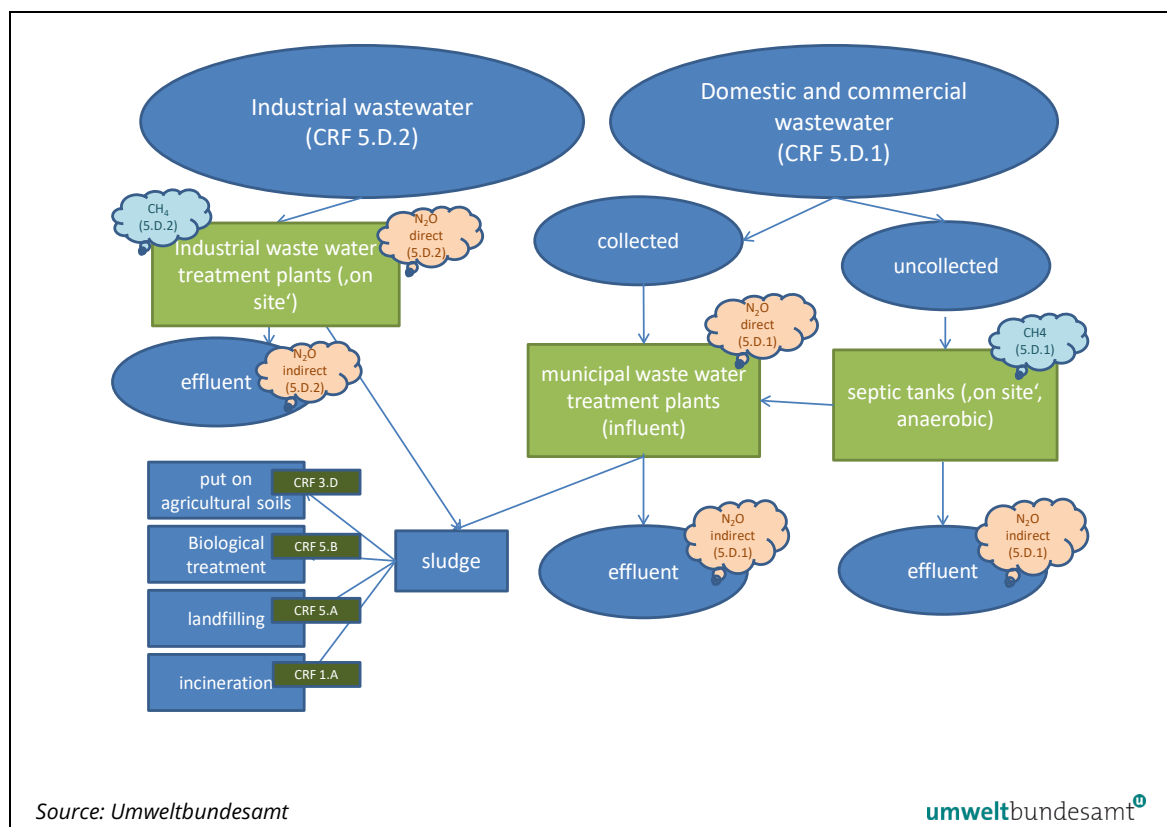 Industrial wastewater
(CRF 5.D.2)
Domestic and commercial
wastewater
(CRF 5.D.1)
CH₄
(5.D.2)
N₂O
direct
(5.D.2)
Industrial waste water
treatment plants (‚on
site‘)
collected
uncollected
N₂O
direct
(5.D.1)
CH4
(5.D.1)
effluent
N₂O
indirect
(5.D.2)
municipal waste water
treatment plants
(influent)
septic tanks (‚on site‘,
anaerobic)
put on
agricultural soils
CRF 3.D
Biological
treatment
CRF 5.B
landfilling
CRF 5.A
incineration
CRF 1.A
sludge
effluent
N₂O
indirect
(5.D.1)
effluent
N₂O
indirect
(5.D.1)
Source: Umweltbundesamt
umweltbundesamt ᵘ